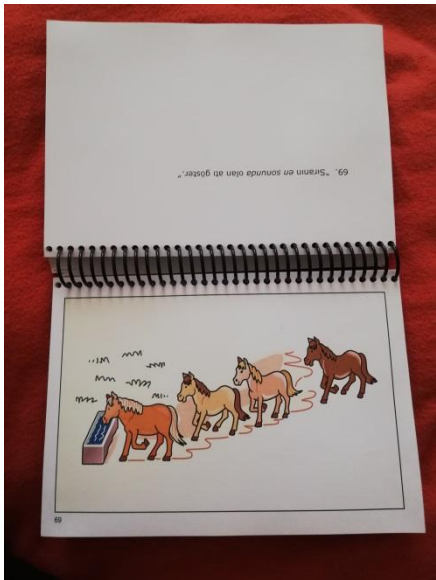 69. "Sıranın en sonunda olan atı göster."
69